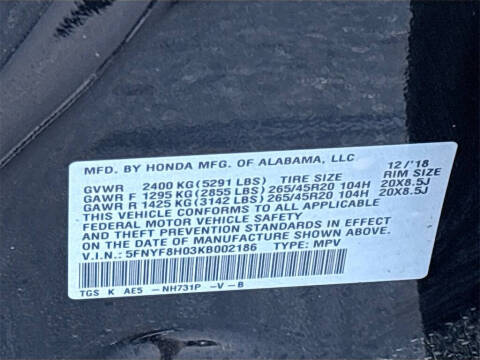 MFD. BY HONDA MFG. OF ALABAMA, LLC 12/'18
GVWR 2400 KG(5291 LBS) TIRE SIZE RIM SIZE
GAWR F 1295 KG(2855 LBS)265/45R20 104H 20X8.5J
GAWR R 1425 KG(3142 LBS)265/45R20 104H 20X8.5J
THIS VEHICLE CONFORMS TO ALL APPLICABLE
FEDERAL MOTOR VEHICLE SAFETY
AND THEFT PREVENTION STANDARDS IN EFFECT
ON THE DATE OF MANUFACTURE SHOWN ABOVE.
V.I.N.: 5FNYF8H03KB002186 TYPE: MPV
TGS K AE5 -NH731P -V-B